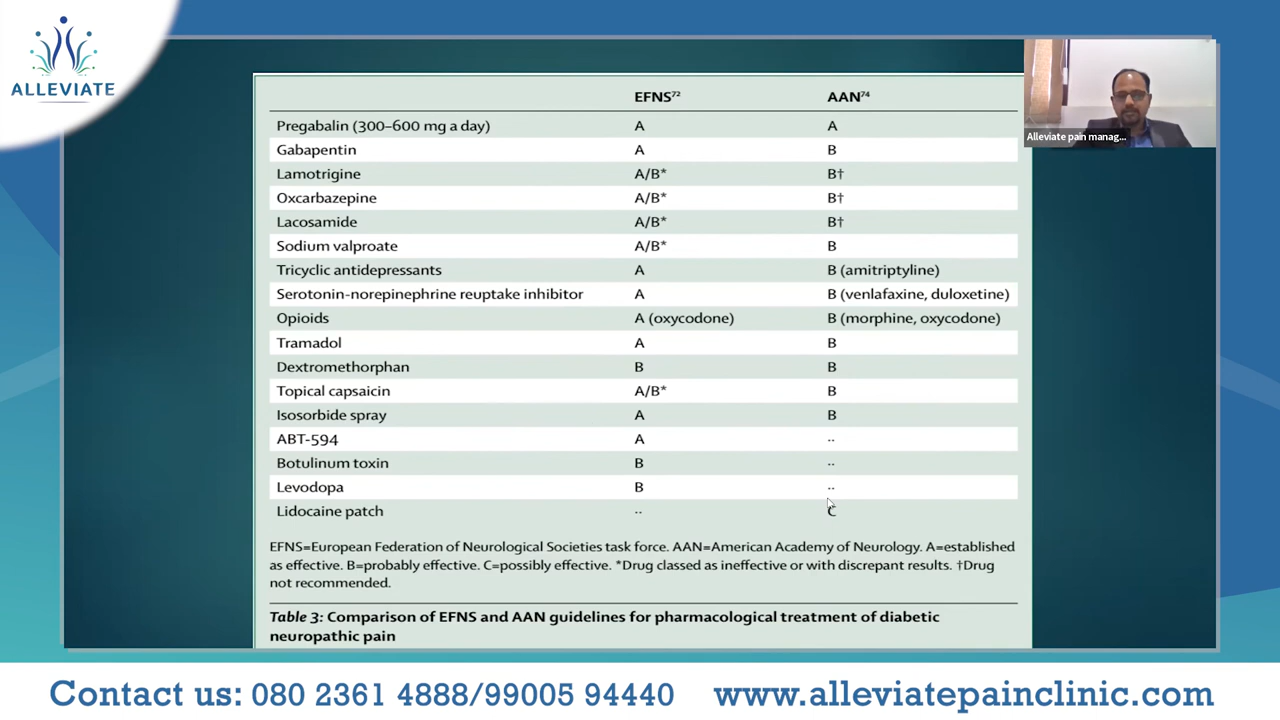 ALLEVIATE
Alleviate pain manag...
EFNS⁷² AAN⁷⁴
Pregabalin (300–600 mg a day) A A
Gabapentin A B
Lamotrigine A/B* B†
Oxcarbazepine A/B* B†
Lacosamide A/B* B†
Sodium valproate A/B* B
Tricyclic antidepressants A B (amitriptyline)
Serotonin-norepinephrine reuptake inhibitor A B (venlafaxine, duloxetine)
Opioids A (oxycodone) B (morphine, oxycodone)
Tramadol A B
Dextromethorphan B B
Topical capsaicin A/B* B
Isosorbide spray A B
ABT-594 A ··
Botulinum toxin B ··
Levodopa B ··
Lidocaine patch ·· C
EFNS=European Federation of Neurological Societies task force. AAN=American Academy of Neurology. A=established
as effective. B=probably effective. C=possibly effective. *Drug classed as ineffective or with discrepant results. †Drug
not recommended.
Table 3: Comparison of EFNS and AAN guidelines for pharmacological treatment of diabetic
neuropathic pain
Contact us: 080 2361 4888/99005 94440 www.alleviatepainclinic.com